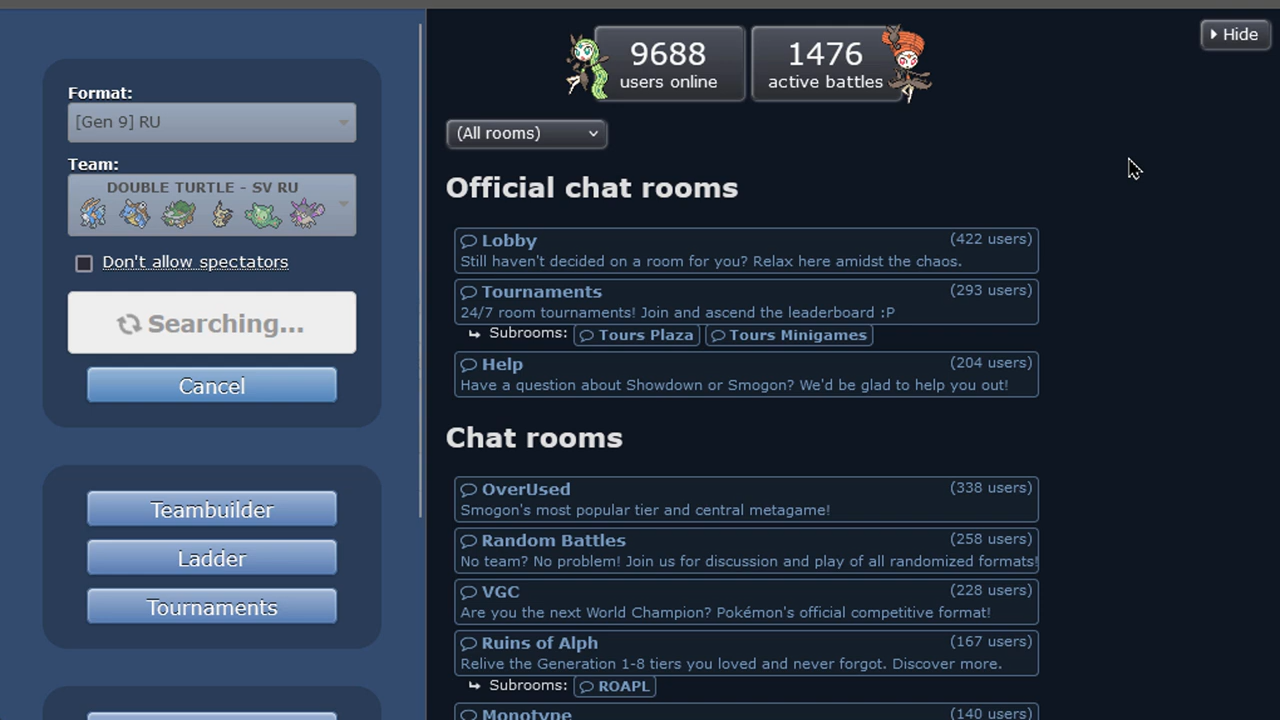 Format:
[Gen 9] RU
Team:
DOUBLE TURTLE - SV RU
Don't allow spectators
Searching...
Cancel
Teambuilder
Ladder
Tournaments
9688
users online
1476
active battles
Hide
(All rooms)
Official chat rooms
Lobby (422 users)
Still haven't decided on a room for you? Relax here amidst the chaos.
Tournaments (293 users)
24/7 room tournaments! Join and ascend the leaderboard :P
Subrooms: Tours Plaza Tours Minigames
Help (204 users)
Have a question about Showdown or Smogon? We'd be glad to help you out!
Chat rooms
OverUsed (338 users)
Smogon's most popular tier and central metagame!
Random Battles (258 users)
No team? No problem! Join us for discussion and play of all randomized formats!
VGC (228 users)
Are you the next World Champion? Pokémon's official competitive format!
Ruins of Alph (167 users)
Relive the Generation 1-8 tiers you loved and never forgot. Discover more.
Subrooms: ROAPL
Monotype (140 users)